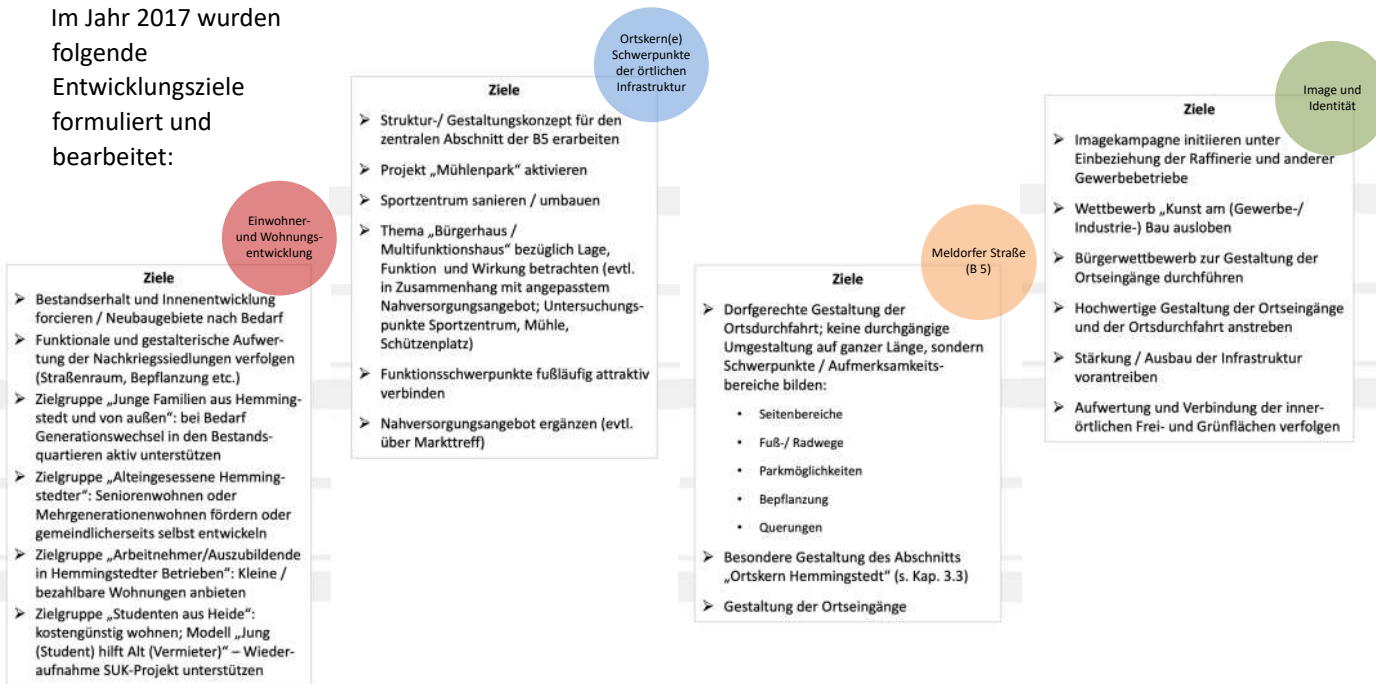 Im Jahr 2017 wurden
folgende
Entwicklungsziele
formuliert und
bearbeitet:
Einwohner-
und Wohnungs-
entwicklung
Ziele
➢ Bestandserhalt und Innenentwicklung
forcieren / Neubaugebiete nach Bedarf
➢ Funktionale und gestalterische Aufwer-
tung der Nachkriegssiedlungen verfolgen
(Straßenraum, Bepflanzung etc.)
➢ Zielgruppe „Junge Familien aus Hemming-
stedt und von außen“: bei Bedarf
Generationswechsel in den Bestands-
quartieren aktiv unterstützen
➢ Zielgruppe „Alteingesessene Hemming-
stedter“: Seniorenwohnen oder
Mehrgenerationenwohnen fördern oder
gemeindlicherseits selbst entwickeln
➢ Zielgruppe „Arbeitnehmer/Auszubildende
in Hemmingstedter Betrieben“: Kleine /
bezahlbare Wohnungen anbieten
➢ Zielgruppe „Studenten aus Heide“:
kostengünstig wohnen; Modell „Jung
(Student) hilft Alt (Vermieter)“ – Wieder-
aufnahme SUK-Projekt unterstützen
Ortskern(e)
Schwerpunkte
der örtlichen
Infrastruktur
Ziele
➢ Struktur-/ Gestaltungskonzept für den
zentralen Abschnitt der B5 erarbeiten
➢ Projekt „Mühlenpark“ aktivieren
➢ Sportzentrum sanieren / umbauen
➢ Thema „Bürgerhaus /
Multifunktionshaus“ bezüglich Lage,
Funktion und Wirkung betrachten (evtl.
in Zusammenhang mit angepasstem
Nahversorgungsangebot; Untersuchungs-
punkte Sportzentrum, Mühle,
Schützenplatz)
➢ Funktionsschwerpunkte fußläufig attraktiv
verbinden
➢ Nahversorgungsangebot ergänzen (evtl.
über Markttreff)
Meldorfer Straße
(B 5)
Ziele
➢ Dorfgerechte Gestaltung der
Ortsdurchfahrt; keine durchgängige
Umgestaltung auf ganzer Länge, sondern
Schwerpunkte / Aufmerksamkeits-
bereiche bilden:
• Seitenbereiche
• Fuß-/ Radwege
• Parkmöglichkeiten
• Bepflanzung
• Querungen
➢ Besondere Gestaltung des Abschnitts
„Ortskern Hemmingstedt“ (s. Kap. 3.3)
➢ Gestaltung der Ortseingänge
Image und
Identität
Ziele
➢ Imagekampagne initiieren unter
Einbeziehung der Raffinerie und anderer
Gewerbebetriebe
➢ Wettbewerb „Kunst am (Gewerbe-/
Industrie-) Bau ausloben
➢ Bürgerwettbewerb zur Gestaltung der
Ortseingänge durchführen
➢ Hochwertige Gestaltung der Ortseingänge
und der Ortsdurchfahrt anstreben
➢ Stärkung / Ausbau der Infrastruktur
vorantreiben
➢ Aufwertung und Verbindung der inner-
örtlichen Frei- und Grünflächen verfolgen